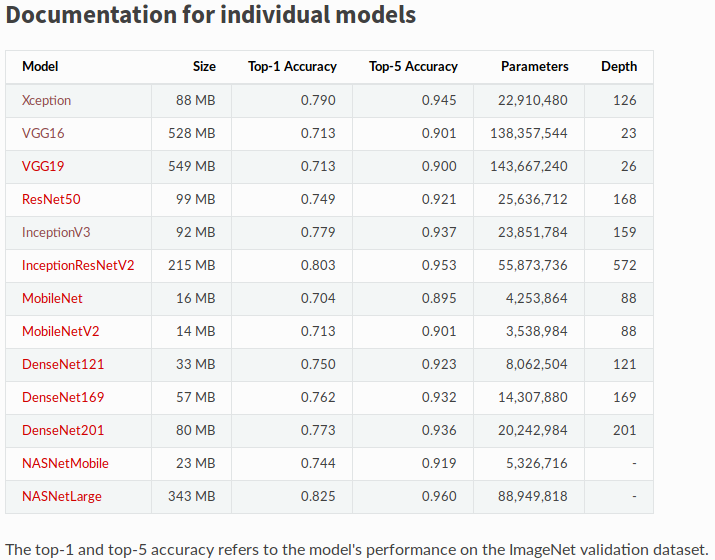 Documentation for individual models
Model Size Top-1 Accuracy Top-5 Accuracy Parameters Depth
Xception 88 MB 0.790 0.945 22,910,480 126
VGG16 528 MB 0.713 0.901 138,357,544 23
VGG19 549 MB 0.713 0.900 143,667,240 26
ResNet50 99 MB 0.749 0.921 25,636,712 168
InceptionV3 92 MB 0.779 0.937 23,851,784 159
InceptionResNetV2 215 MB 0.803 0.953 55,873,736 572
MobileNet 16 MB 0.704 0.895 4,253,864 88
MobileNetV2 14 MB 0.713 0.901 3,538,984 88
DenseNet121 33 MB 0.750 0.923 8,062,504 121
DenseNet169 57 MB 0.762 0.932 14,307,880 169
DenseNet201 80 MB 0.773 0.936 20,242,984 201
NASNetMobile 23 MB 0.744 0.919 5,326,716 -
NASNetLarge 343 MB 0.825 0.960 88,949,818 -
The top-1 and top-5 accuracy refers to the model's performance on the ImageNet validation dataset.